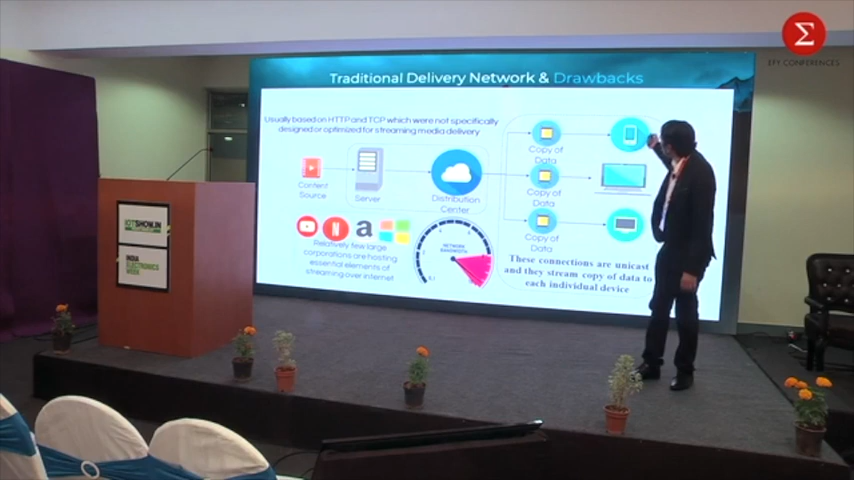 Σ
EFY CONFERENCES
Traditional Delivery Network & Drawbacks
Usually based on HTTP and TCP which were not specifically
designed or optimized for streaming media delivery
Content
Source
Server
Distribution
Center
Copy of
Data
Copy of
Data
Copy of
Data
N
a
Relatively few large
corporations are hosting
essential elements of
streaming over internet
NETWORK
BANDWIDTH
These connections are unicast
and they stream copy of data to
each individual device
IOTSHOW.IN
INDIA
ELECTRONICS
WEEK